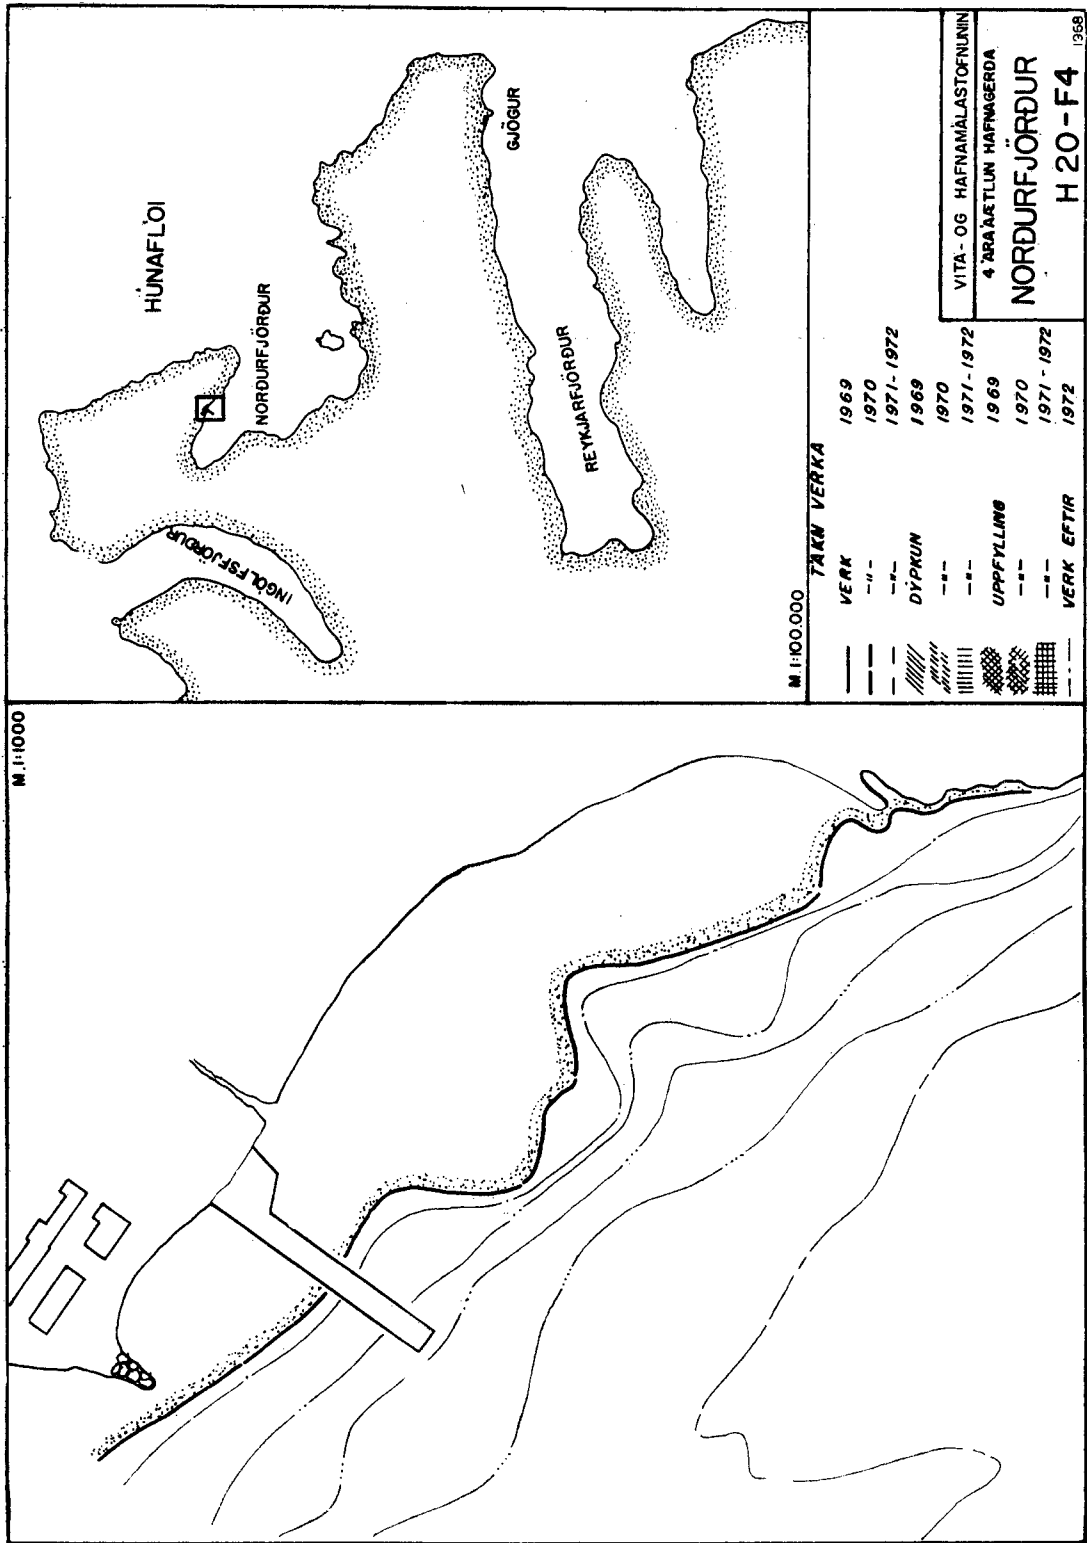 M. 1:1000
HÚNAFLÓI
NORÐURFJÖRÐUR
INGÓLFSFJÖRÐUR
GJÖGUR
REYKJARFJÖRÐUR
M. 1:100.000
TÁKN VERKA
VERK 1969
-"- 1970
-"- 1971-1972
DÝPKUN 1969
-"- 1970
-"- 1971-1972
UPPFYLLING 1969
-"- 1970
-"- 1971-1972
VERK EFTIR 1972
VITA- OG HAFNAMÁLASTOFNUNIN
4 ÁRA ÁÆTLUN HAFNAGERÐA
NORÐURFJÖRÐUR
H 20-F4
1968